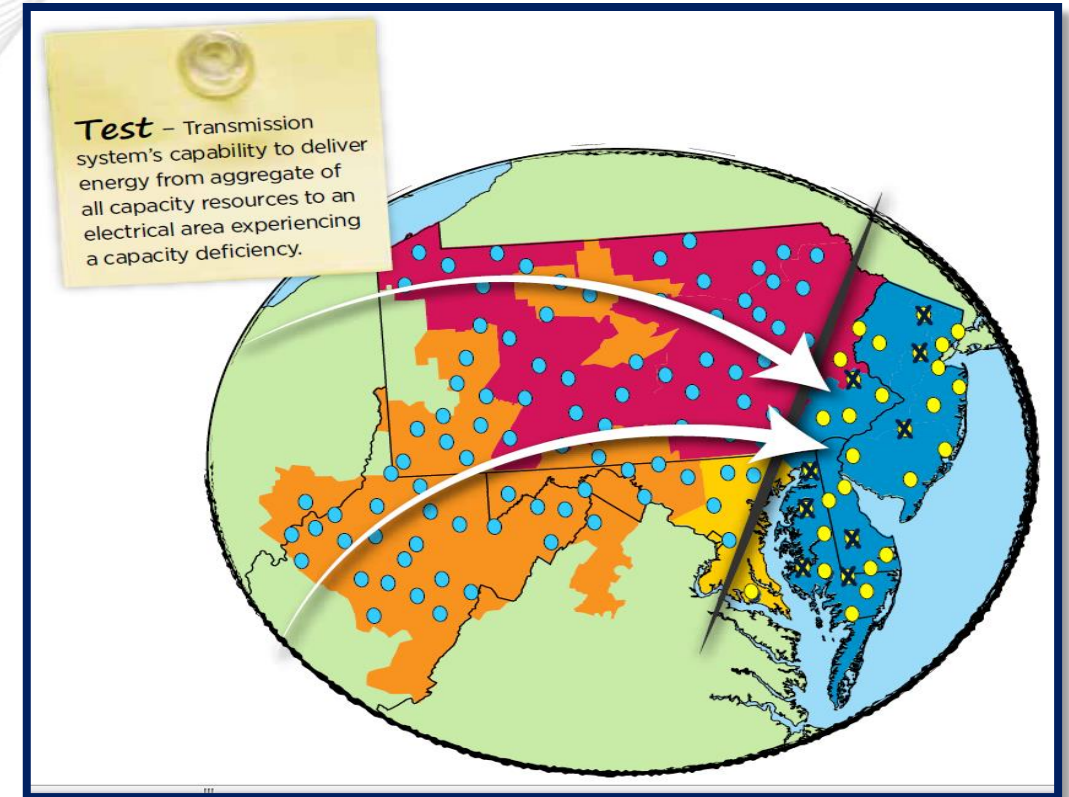 Test – Transmission
system's capability to deliver
energy from aggregate of
all capacity resources to an
electrical area experiencing
a capacity deficiency.